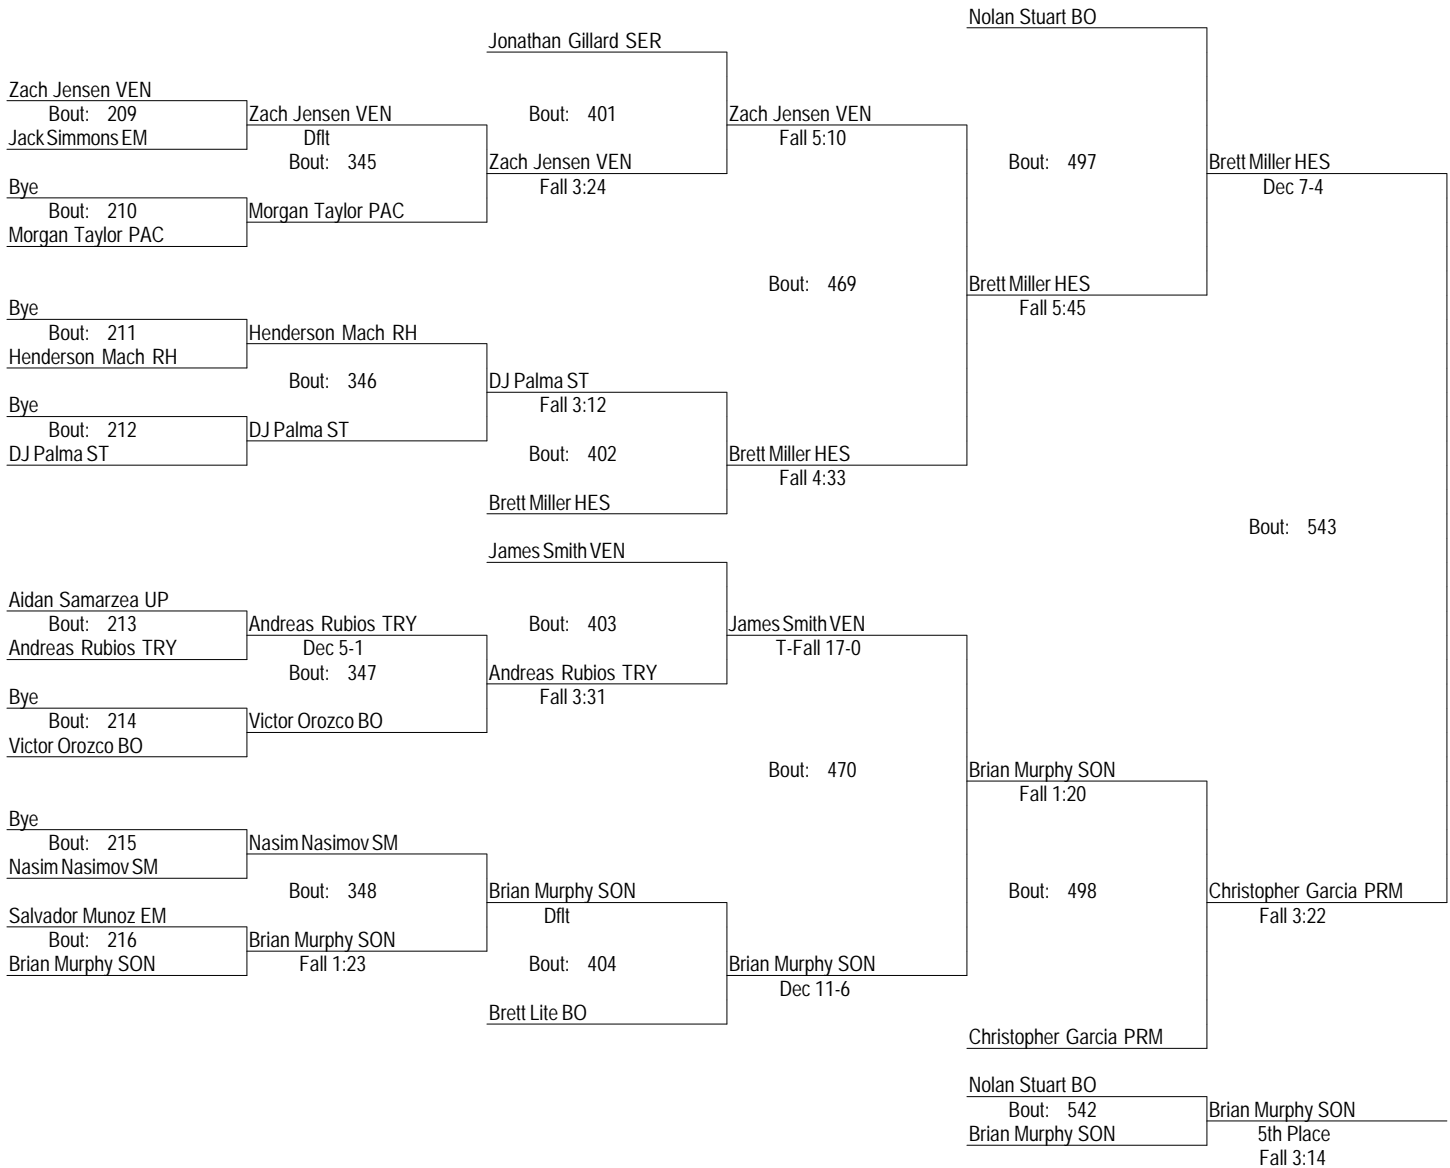 Nolan Stuart BO
Jonathan Gillard SER
Zach Jensen VEN
Bout: 209
Zach Jensen VEN
Bout: 401
Zach Jensen VEN
Jack Simmons EM
Dflt
Fall 5:10
Bout: 345
Zach Jensen VEN
Bout: 497
Brett Miller HES
Bye
Fall 3:24
Dec 7-4
Bout: 210
Morgan Taylor PAC
Morgan Taylor PAC
Bout: 469
Brett Miller HES
Bye
Fall 5:45
Bout: 211
Henderson Mach RH
Henderson Mach RH
Bout: 346
DJ Palma ST
Bye
Fall 3:12
Bout: 212
DJ Palma ST
DJ Palma ST
Bout: 402
Brett Miller HES
Fall 4:33
Brett Miller HES
Bout: 543
James Smith VEN
Aidan Samarzea UP
Bout: 213
Andreas Rubios TRY
Bout: 403
James Smith VEN
Andreas Rubios TRY
Dec 5-1
T-Fall 17-0
Bout: 347
Andreas Rubios TRY
Bye
Fall 3:31
Bout: 214
Victor Orozco BO
Victor Orozco BO
Bout: 470
Brian Murphy SON
Fall 1:20
Bye
Bout: 215
Nasim Nasimov SM
Nasim Nasimov SM
Bout: 348
Brian Murphy SON
Bout: 498
Christopher Garcia PRM
Salvador Munoz EM
Dflt
Fall 3:22
Bout: 216
Brian Murphy SON
Brian Murphy SON
Fall 1:23
Bout: 404
Brian Murphy SON
Dec 11-6
Brett Lite BO
Christopher Garcia PRM
Nolan Stuart BO
Bout: 542
Brian Murphy SON
Brian Murphy SON
5th Place
Fall 3:14